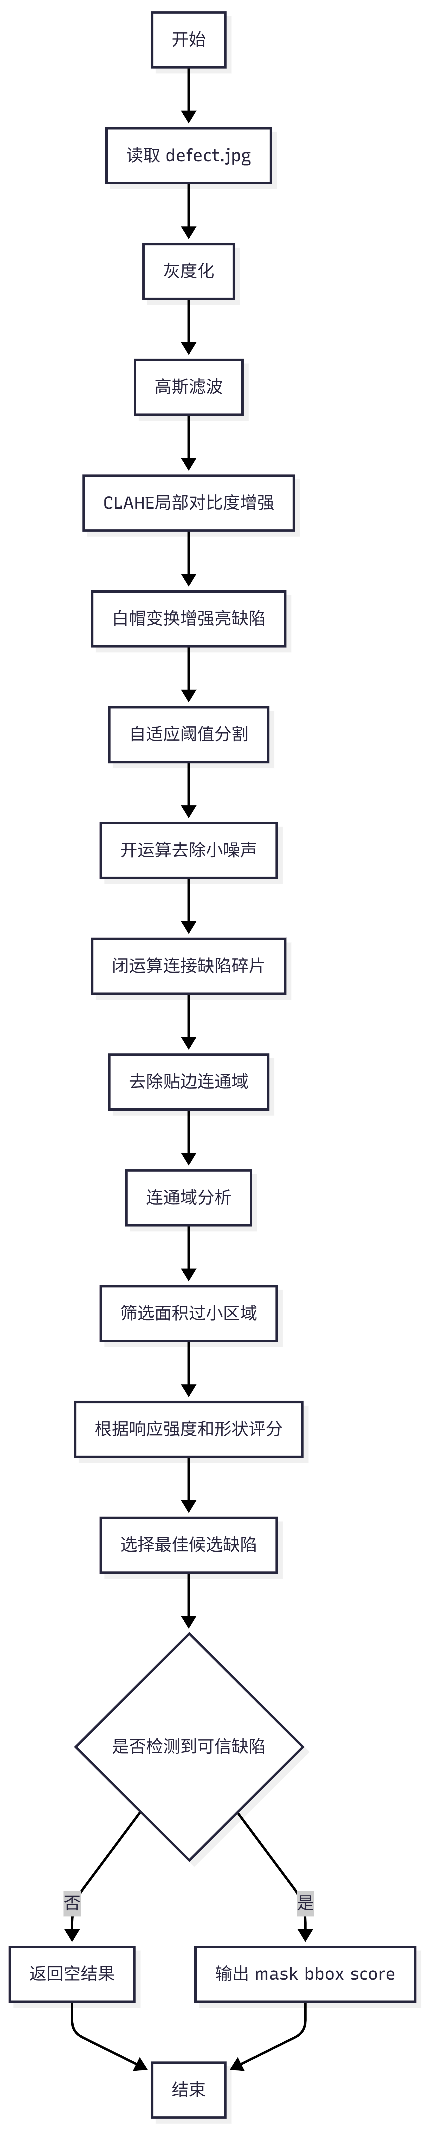 开始
读取 defect.jpg
灰度化
高斯滤波
CLAHE局部对比度增强
白帽变换增强亮缺陷
自适应阈值分割
开运算去除小噪声
闭运算连接缺陷碎片
去除贴边连通域
连通域分析
筛选面积过小区域
根据响应强度和形状评分
选择最佳候选缺陷
是否检测到可信缺陷
否
是
返回空结果
输出 mask bbox score
结束